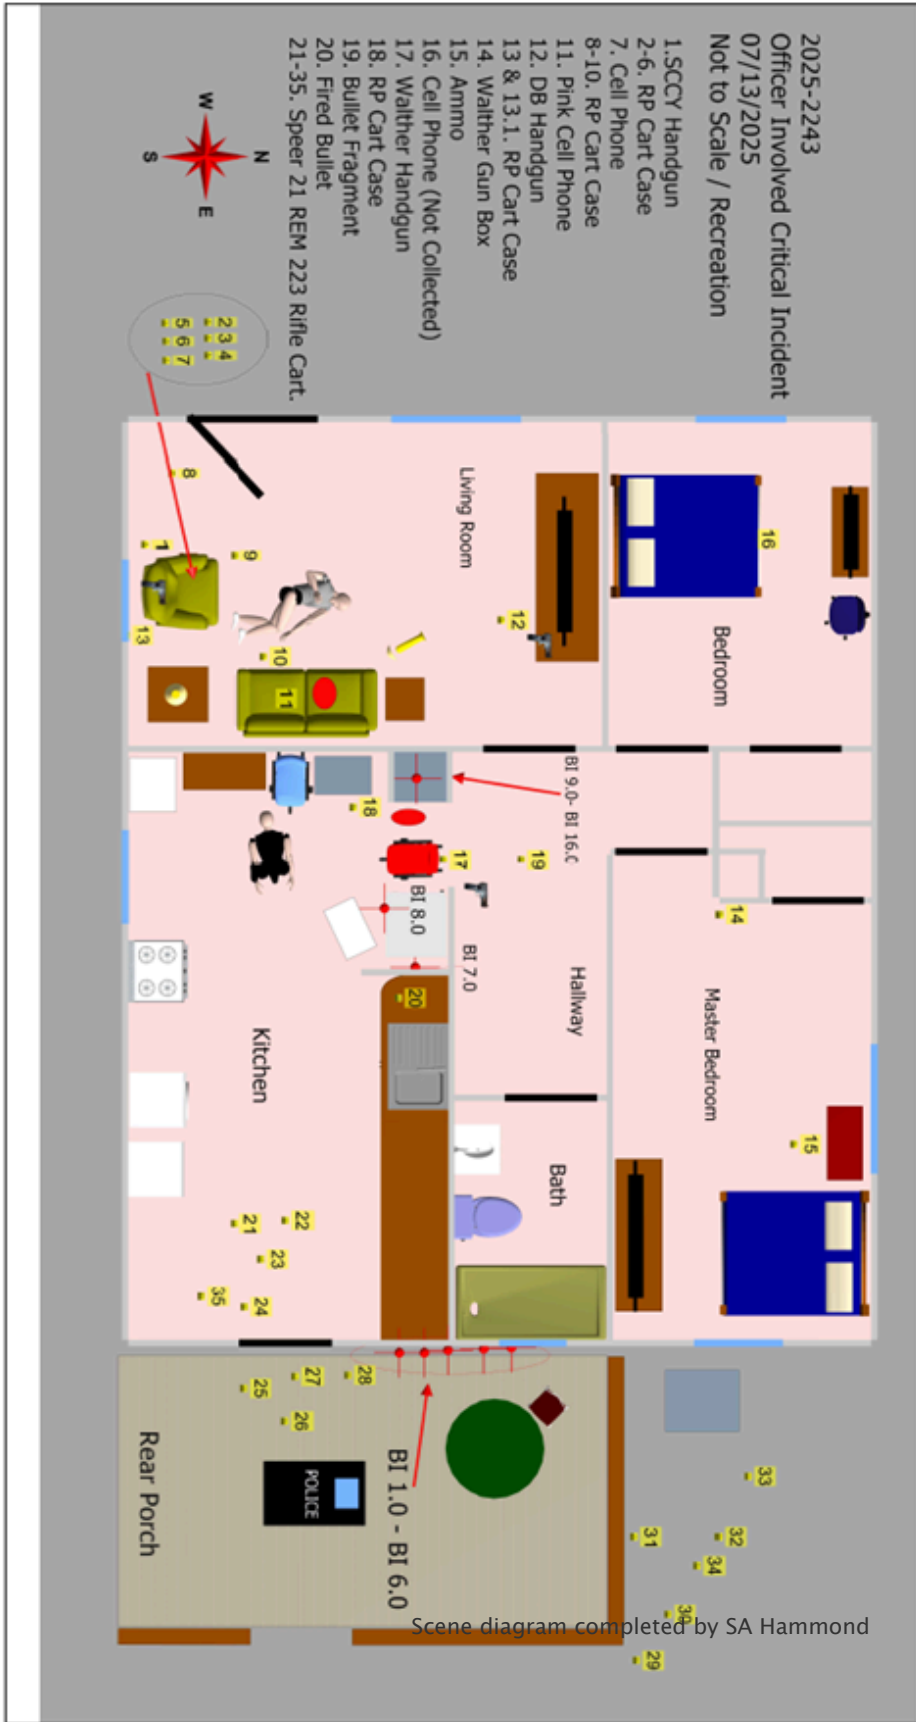 2025-2243
Officer Involved Critical Incident
07/13/2025
Not to Scale / Recreation
1.SCCY Handgun
2-6. RP Cart Case
7. Cell Phone
8-10. RP Cart Case
11. Pink Cell Phone
12. DB Handgun
13 & 13.1. RP Cart Case
14. Walther Gun Box
15. Ammo
16. Cell Phone (Not Collected)
17. Walther Handgun
18. RP Cart Case
19. Bullet Fragment
20. Fired Bullet
21-35. Speer 21 REM 223 Rifle Cart.
N
W
E
S
2
3
4
5
6
7
16
Bedroom
Living Room
12
8
9
1
10
11
13
BI 9.0- BI 16.0
18
17
19
14
BI 8.0
BI 7.0
Hallway
Master Bedroom
20
Kitchen
15
Bath
22
21
23
24
35
28
27
25
26
BI 1.0 - BI 6.0
POLICE
Rear Porch
33
32
31
34
30
29
Scene diagram completed by SA Hammond